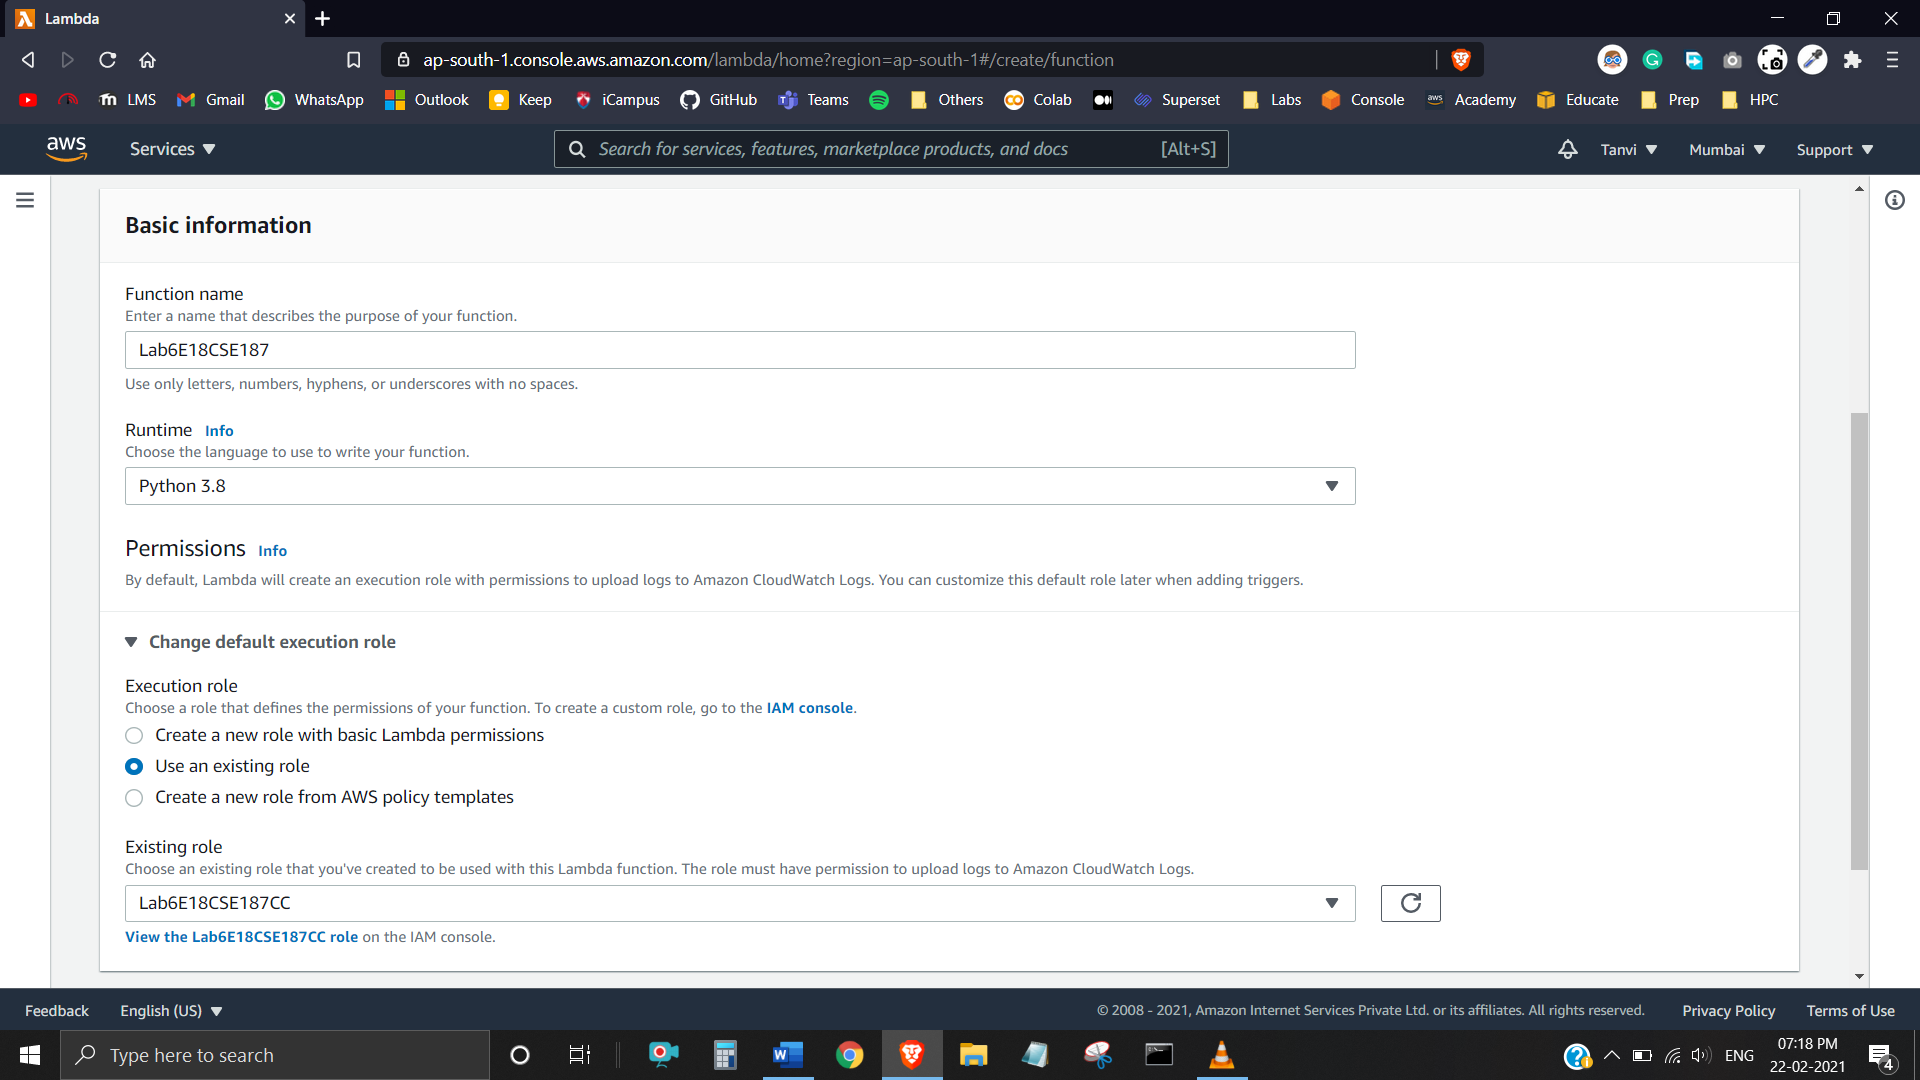 Lambda
ap-south-1.console.aws.amazon.com/lambda/home?region=ap-south-1#/create/function
LMS Gmail WhatsApp Outlook Keep iCampus GitHub Teams Others Colab Superset Labs Console aws Academy Educate Prep HPC
aws Services Search for services, features, marketplace products, and docs [Alt+S] Tanvi Mumbai Support
Basic information
Function name
Enter a name that describes the purpose of your function.
Lab6E18CSE187
Use only letters, numbers, hyphens, or underscores with no spaces.
Runtime Info
Choose the language to use to write your function.
Python 3.8
Permissions Info
By default, Lambda will create an execution role with permissions to upload logs to Amazon CloudWatch Logs. You can customize this default role later when adding triggers.
Change default execution role
Execution role
Choose a role that defines the permissions of your function. To create a custom role, go to the IAM console.
Create a new role with basic Lambda permissions
Use an existing role
Create a new role from AWS policy templates
Existing role
Choose an existing role that you've created to be used with this Lambda function. The role must have permission to upload logs to Amazon CloudWatch Logs.
Lab6E18CSE187CC
View the Lab6E18CSE187CC role on the IAM console.
Feedback English (US) © 2008 - 2021, Amazon Internet Services Private Ltd. or its affiliates. All rights reserved. Privacy Policy Terms of Use
Type here to search ENG 07:18 PM
22-02-2021 4